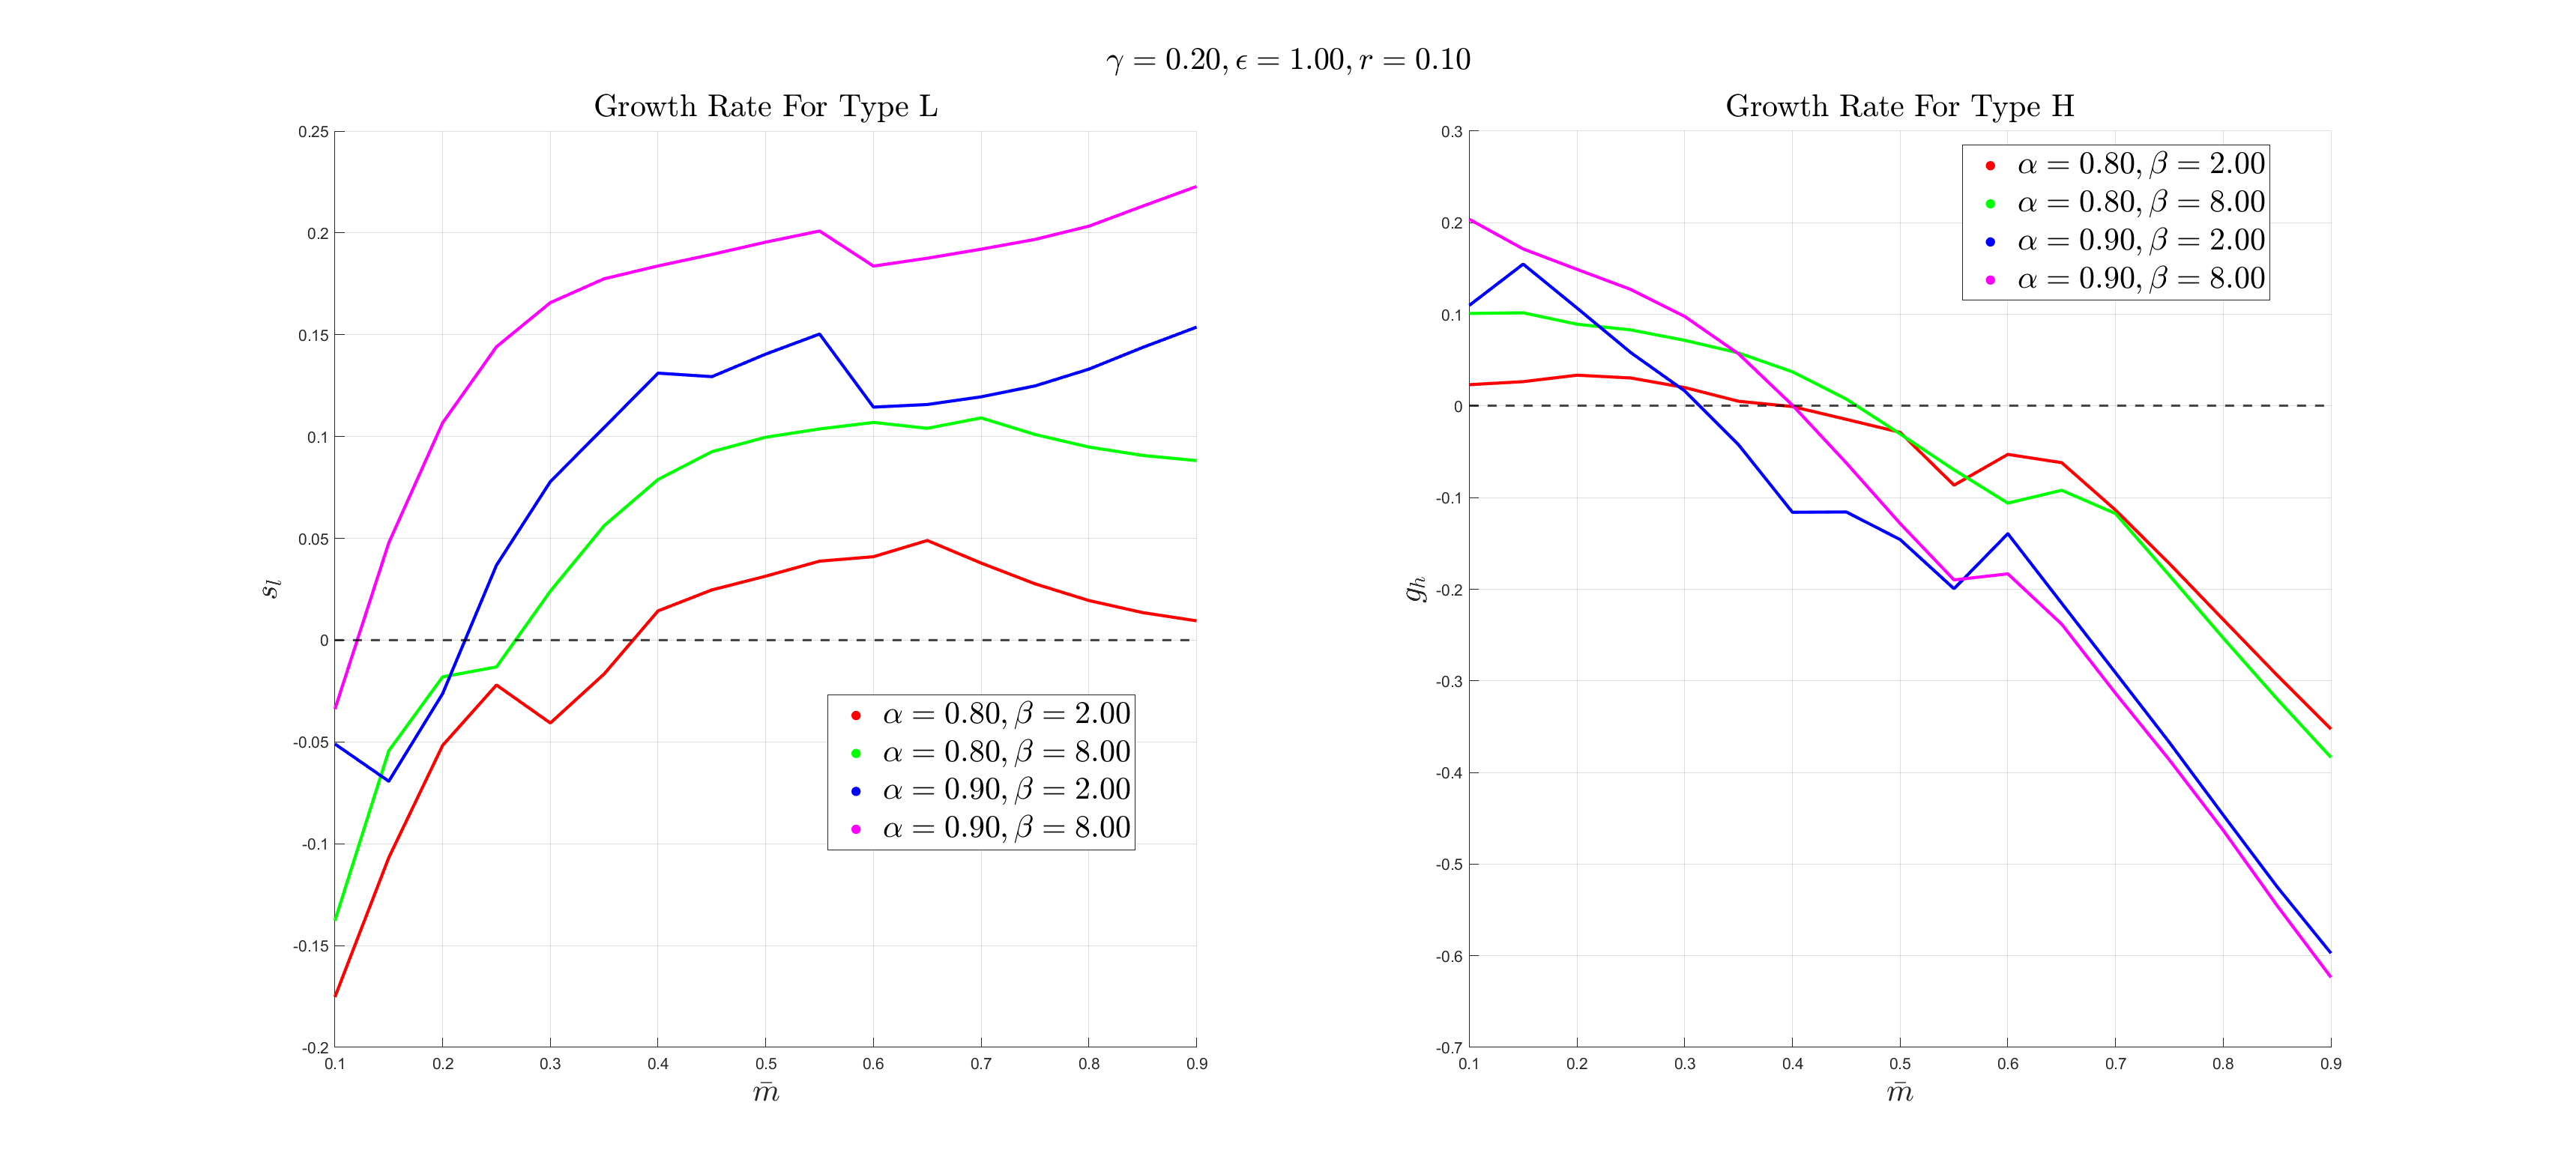 γ = 0.20, ϵ = 1.00, r = 0.10
Growth Rate For Type L
0.25
0.2
0.15
0.1
0.05
0
-0.05
-0.1
-0.15
-0.2
s_l
α = 0.80, β = 2.00
α = 0.80, β = 8.00
α = 0.90, β = 2.00
α = 0.90, β = 8.00
0.1 0.2 0.3 0.4 0.5 0.6 0.7 0.8 0.9
m̄
Growth Rate For Type H
0.3
0.2
0.1
0
-0.1
-0.2
-0.3
-0.4
-0.5
-0.6
-0.7
g_h
α = 0.80, β = 2.00
α = 0.80, β = 8.00
α = 0.90, β = 2.00
α = 0.90, β = 8.00
0.1 0.2 0.3 0.4 0.5 0.6 0.7 0.8 0.9
m̄